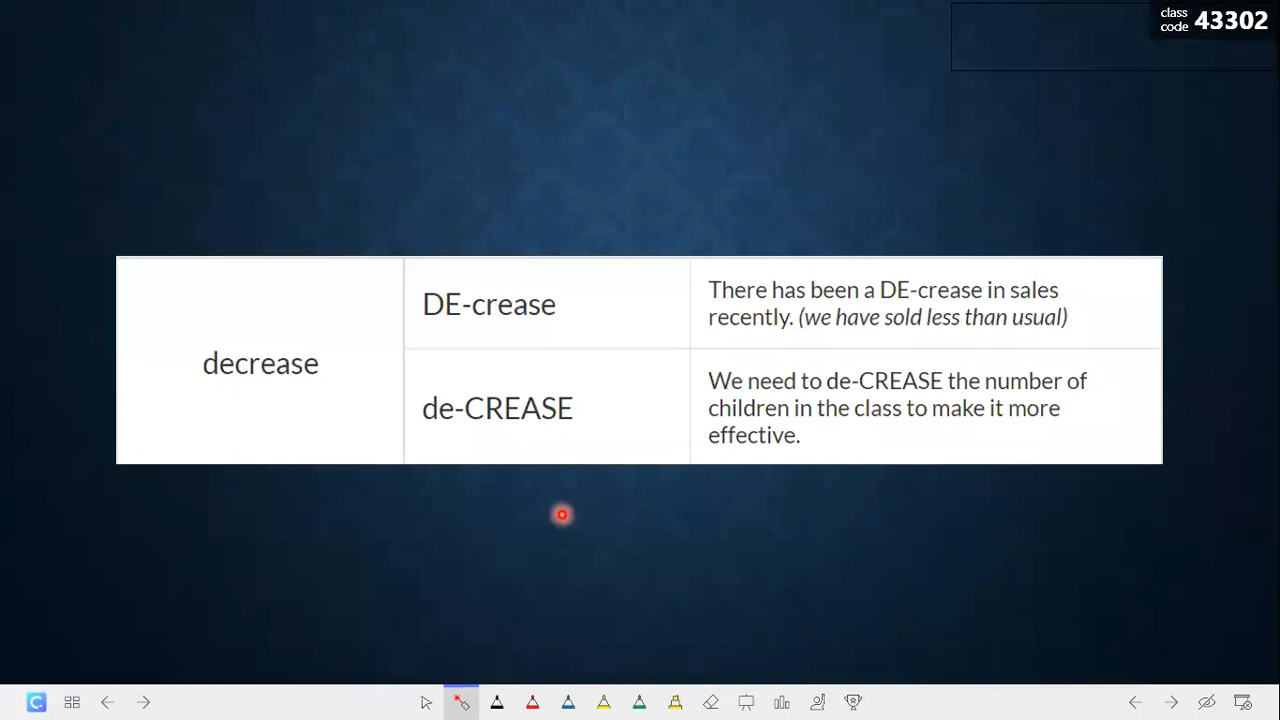 class
code 43302
decrease
DE-crease
There has been a DE-crease in sales
recently. (we have sold less than usual)
de-CREASE
We need to de-CREASE the number of
children in the class to make it more
effective.
C